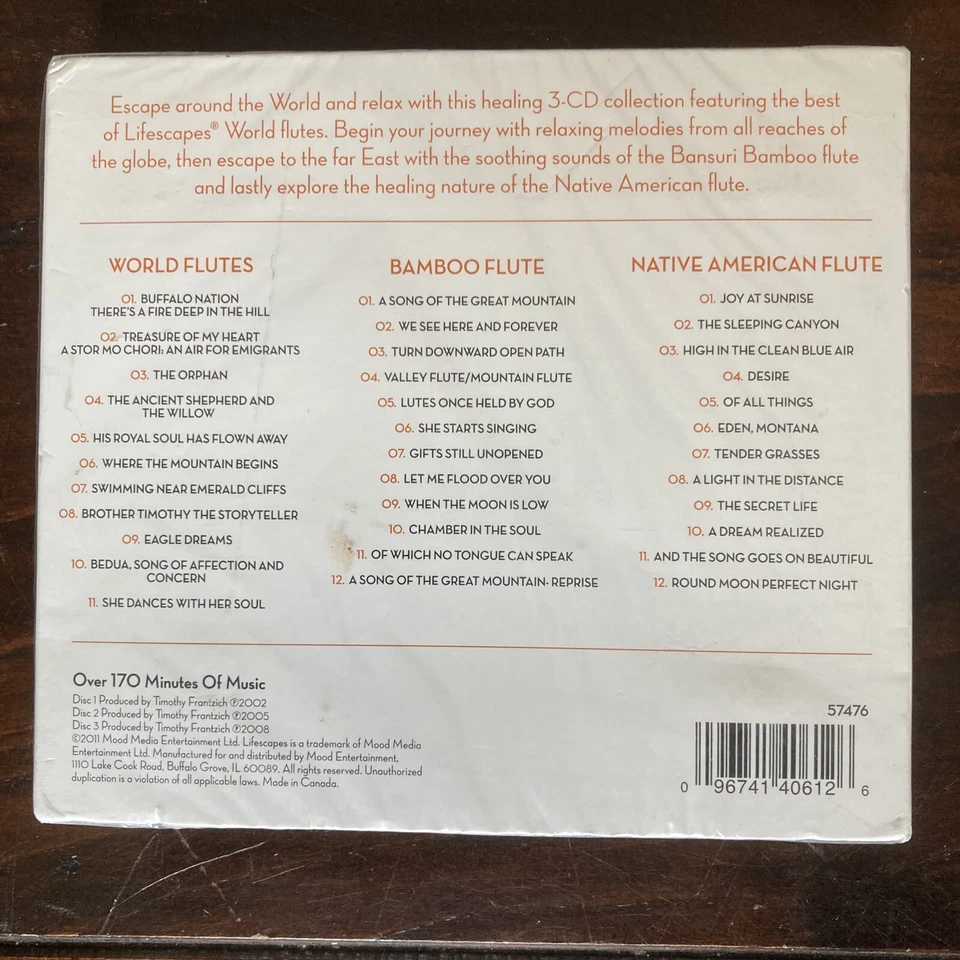 Escape around the World and relax with this healing 3-CD collection featuring the best
of Lifescapes® World flutes. Begin your journey with relaxing melodies from all reaches of
the globe, then escape to the far East with the soothing sounds of the Bansuri Bamboo flute
and lastly explore the healing nature of the Native American flute.
WORLD FLUTES
01. BUFFALO NATION
THERE'S A FIRE DEEP IN THE HILL
02. TREASURE OF MY HEART
A STOR MO CHORI: AN AIR FOR EMIGRANTS
03. THE ORPHAN
04. THE ANCIENT SHEPHERD AND
THE WILLOW
05. HIS ROYAL SOUL HAS FLOWN AWAY
06. WHERE THE MOUNTAIN BEGINS
07. SWIMMING NEAR EMERALD CLIFFS
08. BROTHER TIMOTHY THE STORYTELLER
09. EAGLE DREAMS
10. BEDUA, SONG OF AFFECTION AND
CONCERN
11. SHE DANCES WITH HER SOUL
BAMBOO FLUTE
01. A SONG OF THE GREAT MOUNTAIN
02. WE SEE HERE AND FOREVER
03. TURN DOWNWARD OPEN PATH
04. VALLEY FLUTE/MOUNTAIN FLUTE
05. LUTES ONCE HELD BY GOD
06. SHE STARTS SINGING
07. GIFTS STILL UNOPENED
08. LET ME FLOOD OVER YOU
09. WHEN THE MOON IS LOW
10. CHAMBER IN THE SOUL
11. OF WHICH NO TONGUE CAN SPEAK
12. A SONG OF THE GREAT MOUNTAIN- REPRISE
NATIVE AMERICAN FLUTE
01. JOY AT SUNRISE
02. THE SLEEPING CANYON
03. HIGH IN THE CLEAN BLUE AIR
04. DESIRE
05. OF ALL THINGS
06. EDEN, MONTANA
07. TENDER GRASSES
08. A LIGHT IN THE DISTANCE
09. THE SECRET LIFE
10. A DREAM REALIZED
11. AND THE SONG GOES ON BEAUTIFUL
12. ROUND MOON PERFECT NIGHT
Over 170 Minutes Of Music
Disc 1 Produced by Timothy Frantzich ℗2002
Disc 2 Produced by Timothy Frantzich ℗2005
Disc 3 Produced by Timothy Frantzich ℗2008
©2011 Mood Media Entertainment Ltd. Lifescapes is a trademark of Mood Media
Entertainment Ltd. Manufactured for and distributed by Mood Entertainment,
1110 Lake Cook Road, Buffalo Grove, IL 60089. All rights reserved. Unauthorized
duplication is a violation of all applicable laws. Made in Canada.
57476
0 96741 40612 6